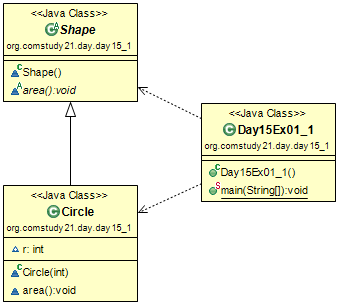 <<Java Class>>
Shape
org.comstudy21.day.day15_1
Shape()
area():void
<<Java Class>>
Day15Ex01_1
org.comstudy21.day.day15_1
Day15Ex01_1()
main(String[]):void
<<Java Class>>
Circle
org.comstudy21.day.day15_1
r: int
Circle(int)
area():void